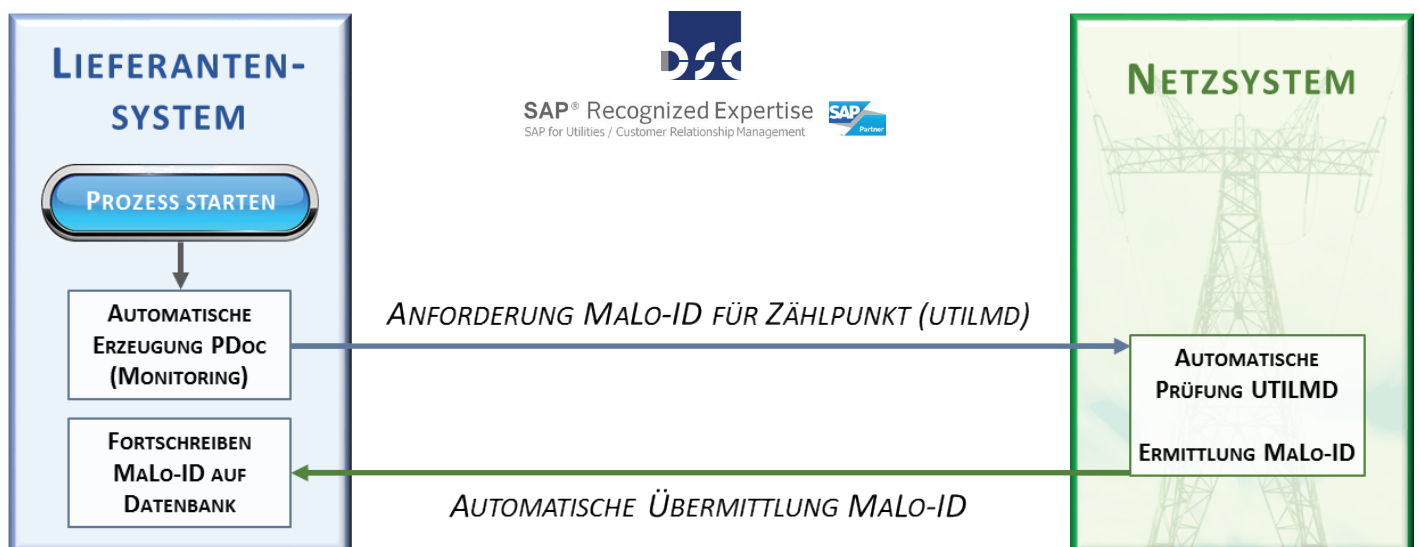 LIEFERANTEN-
SYSTEM
PROZESS STARTEN
AUTOMATISCHE
ERZEUGUNG PDOC
(MONITORING)
FORTSCHREIBEN
MALO-ID AUF
DATENBANK
DSC
SAP® Recognized Expertise
SAP for Utilities / Customer Relationship Management
SAP
Partner
ANFORDERUNG MALO-ID FÜR ZÄHLPUNKT (UTILMD)
AUTOMATISCHE ÜBERMITTLUNG MALO-ID
NETZSYSTEM
AUTOMATISCHE
PRÜFUNG UTILMD
ERMITTLUNG MALO-ID